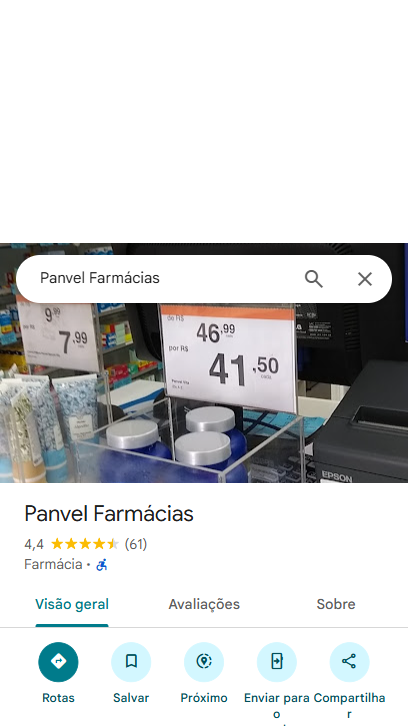 Panvel Farmácias
9,99
7,99
de R$
46,99
por R$
41,50
EPSON
Panvel Farmácias
4,4 (61)
Farmácia ·
Visão geral Avaliações Sobre
Rotas Salvar Próximo Enviar para o Compartilhar